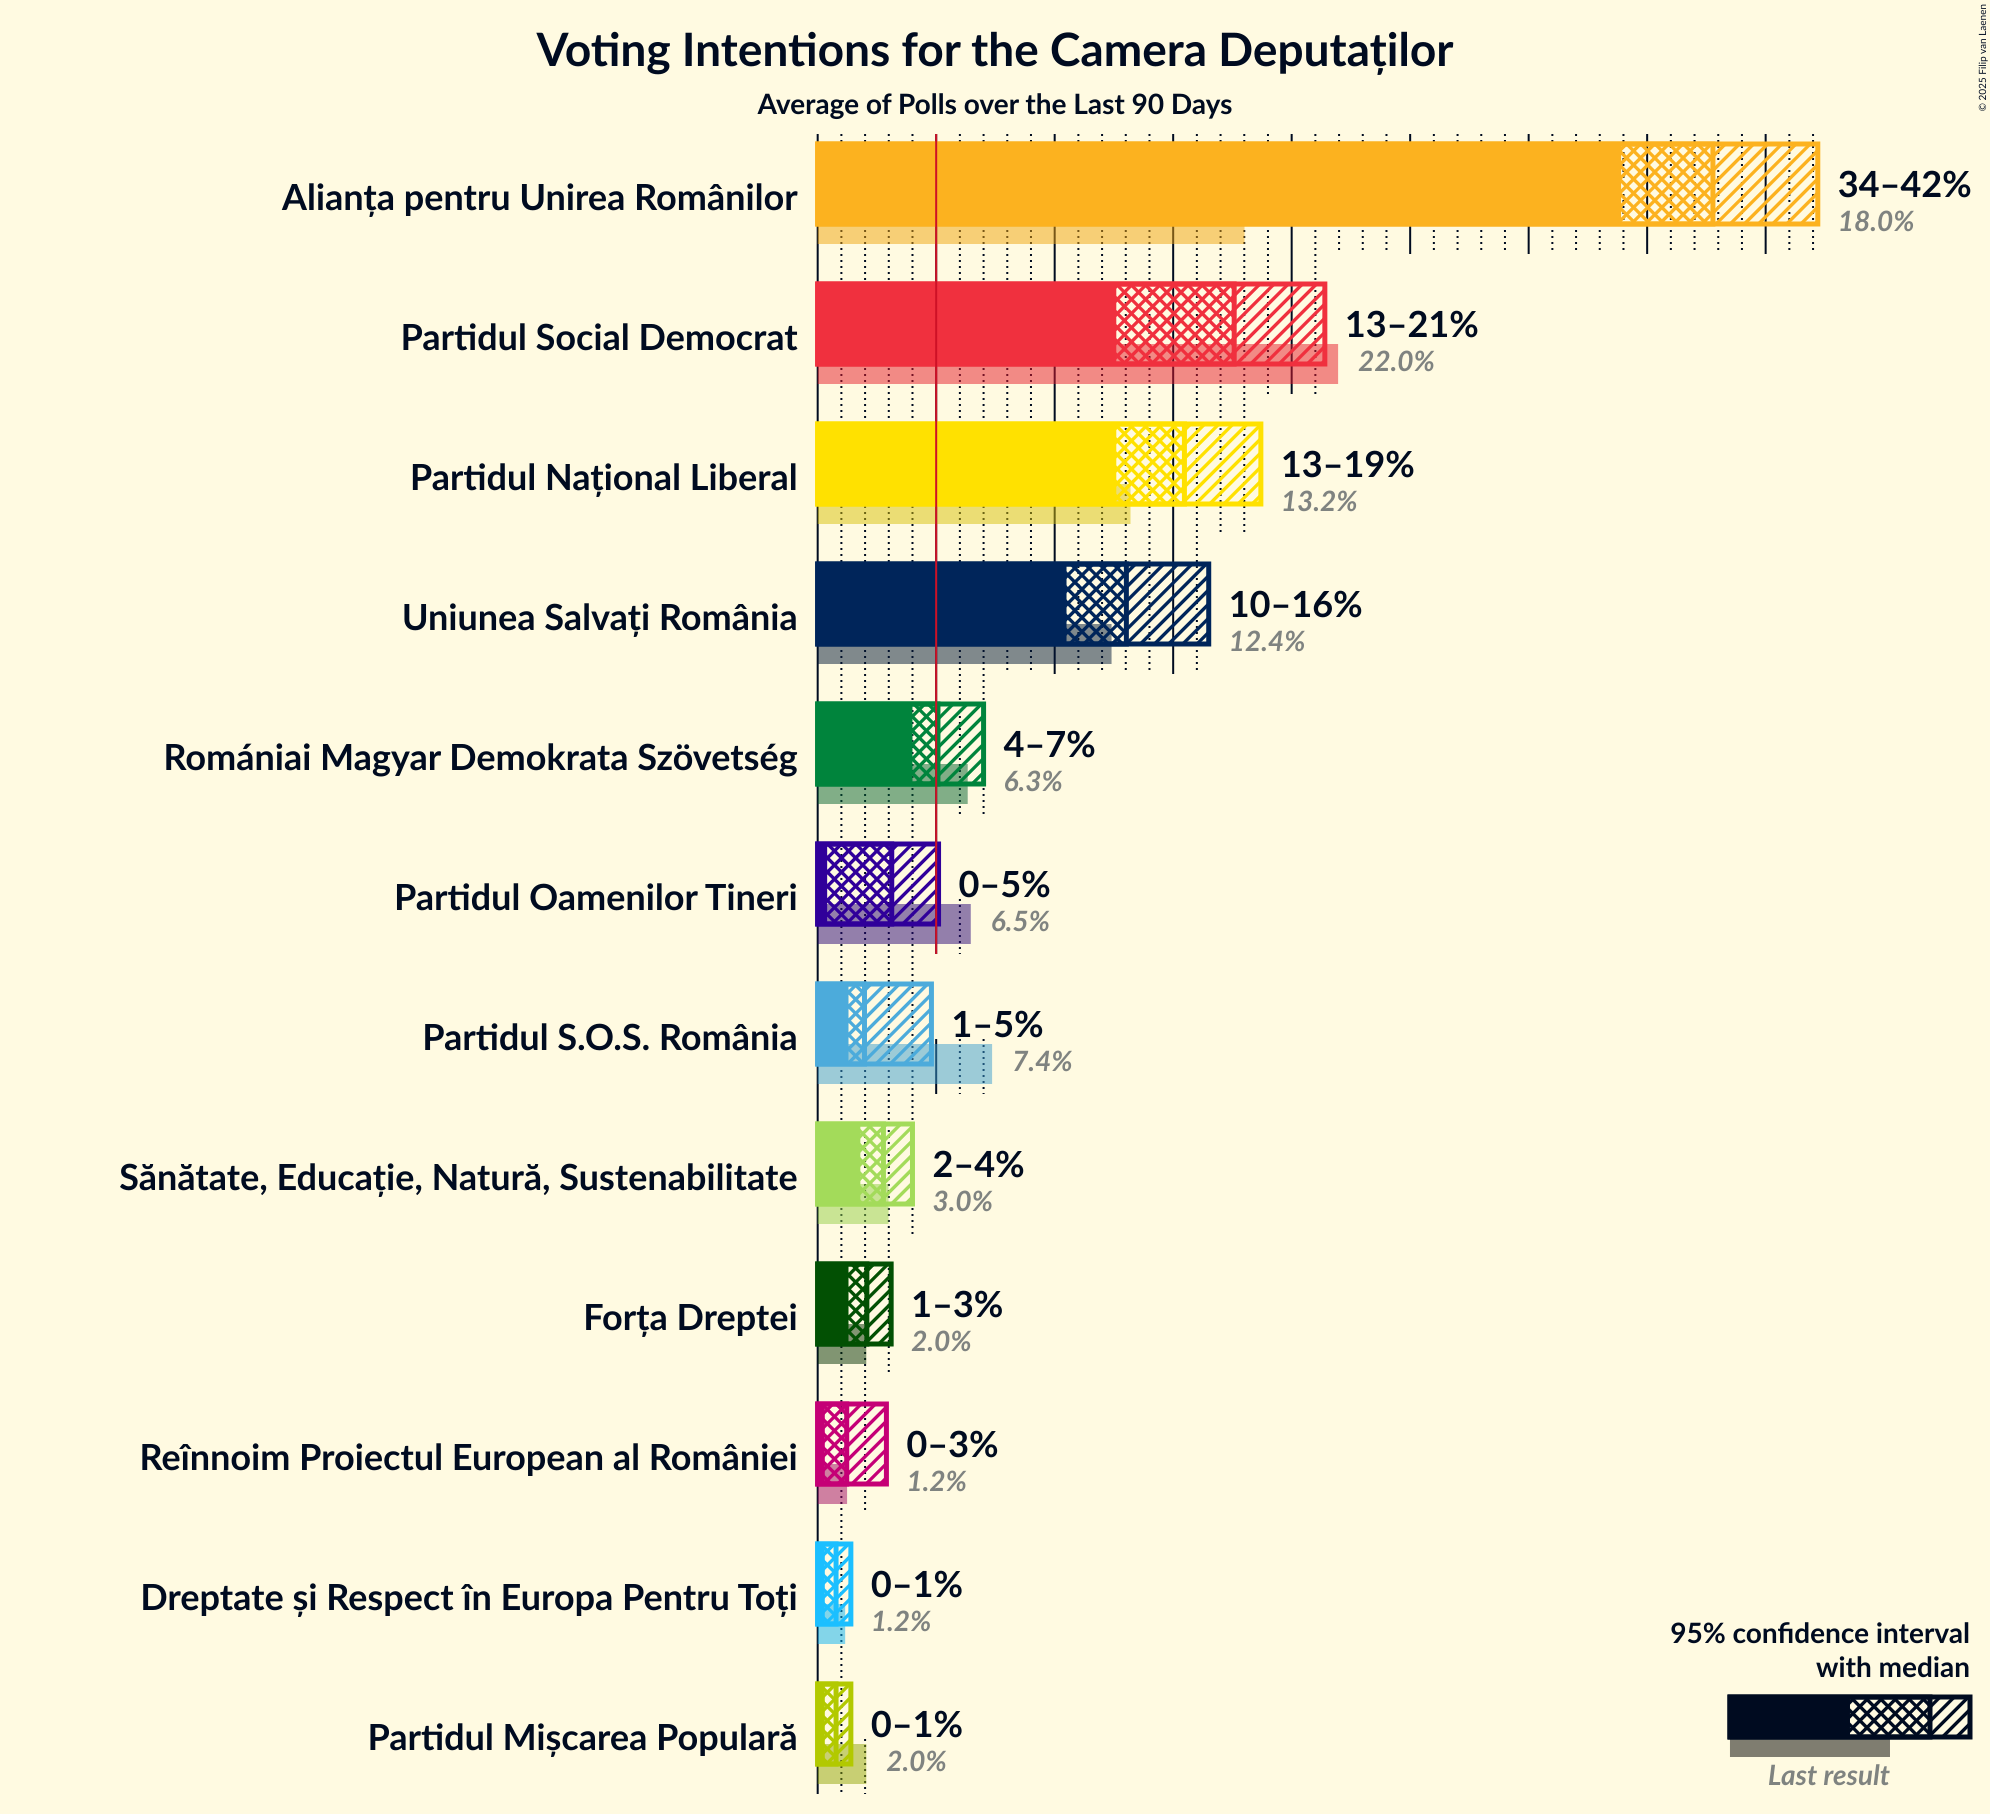 © 2025 Filip van Laenen
Voting Intentions for the Camera Deputaților
Average of Polls over the Last 90 Days
Alianța pentru Unirea Românilor
34–42%
18.0%
Partidul Social Democrat
13–21%
22.0%
Partidul Național Liberal
13–19%
13.2%
Uniunea Salvați România
10–16%
12.4%
Romániai Magyar Demokrata Szövetség
4–7%
6.3%
Partidul Oamenilor Tineri
0–5%
6.5%
Partidul S.O.S. România
1–5%
7.4%
Sănătate, Educație, Natură, Sustenabilitate
2–4%
3.0%
Forța Dreptei
1–3%
2.0%
Reînnoim Proiectul European al României
0–3%
1.2%
Dreptate și Respect în Europa Pentru Toți
0–1%
1.2%
Partidul Mișcarea Populară
0–1%
2.0%
95% confidence interval
with median
Last result